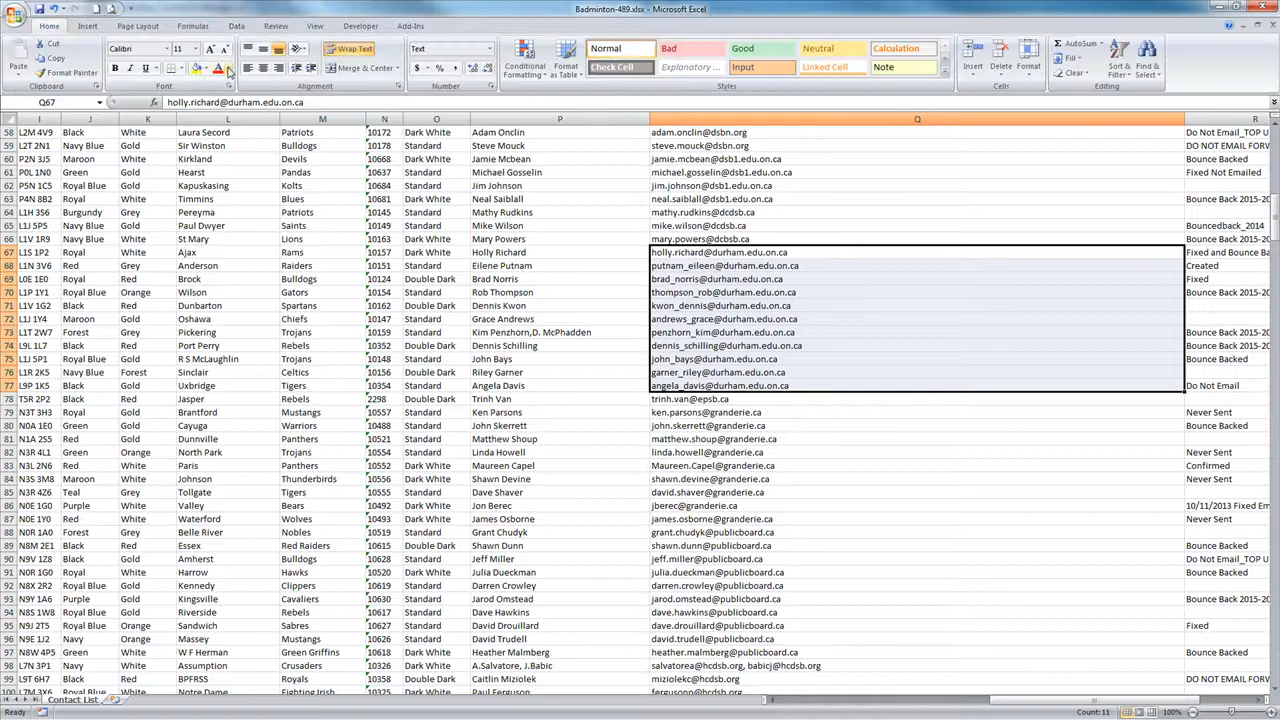 Badminton-489.xlsx - Microsoft Excel
Home Insert Page Layout Formulas Data Review View Developer Add-Ins
Cut Calibri 11 Wrap Text Text Normal Bad Good Neutral Calculation AutoSum
Copy Fill
Paste Format Painter Merge & Center Conditional Formatting Format as Table Check Cell Explanatory ... Input Linked Cell Note Insert Delete Format Clear Sort & Filter Find & Select
Clipboard Font Alignment Number Styles Cells Editing
Q67 holly.richard@durham.edu.on.ca
I J K L M N O P Q R
58 L2M 4V9 Black White Laura Secord Patriots 10172 Dark White Adam Onclin adam.onclin@dsbn.org Do Not Email_TOP U
59 L2T 2N1 Navy Blue Gold Sir Winston Bulldogs 10178 Dark White Steve Mouck steve.mouck@dsbn.org DO NOT EMAIL FORW
60 P2N 3J5 Maroon White Kirkland Devils 10168 Dark White Jamie Mcbean jamie.mcbean@dsb1.edu.on.ca Bounce Backed
61 P0L 1N0 Green Gold Hearst Pandas 10637 Standard Michael Gosselin michael.gosselin@dsb1.edu.on.ca Fixed Not Emailed
62 P5N 1C5 Royal Blue Gold Kapuskasing Kolts 10684 Standard Jim Johnson jim.johnson@dsb1.edu.on.ca
63 P4N 8B2 Royal White Timmins Blues 10681 Standard Neal Saiblall neal.saiblall@dsb1.edu.on.ca Bounce Back 2015-20
64 L1H 3S6 Burgundy Grey Pereyma Patriots 10145 Standard Mathy Rudkins mathy.rudkins@dcdsb.ca
65 L1J 5P5 Navy Blue Gold Paul Dwyer Saints 10149 Standard Mike Wilson mike.wilson@dcdsb.ca Bouncedback_2014
66 L1V 1R9 Navy White St Mary Lions 10163 Dark White Mary Powers mary.powers@dcbsb.ca Bounce Back 2015-20
67 L1S 1P2 Royal White Ajax Rams 10157 Dark White Holly Richard holly.richard@durham.edu.on.ca Fixed and Bounce Ba
68 L1N 3V6 Red Grey Anderson Raiders 10151 Standard Eilene Putnam putnam_eileen@durham.edu.on.ca Created
69 L0E 1E0 Royal Red Brock Bulldogs 10124 Double Dark Brad Norris brad_norris@durham.edu.on.ca Fixed
70 L1P 1Y1 Royal Blue Orange Wilson Gators 10154 Standard Rob Thompson thompson_rob@durham.edu.on.ca Bounce Back 2015-20
71 L1V 1G2 Black Red Dunbarton Spartans 10162 Double Dark Dennis Kwon kwon_dennis@durham.edu.on.ca
72 L1J 1Y4 Maroon Gold Oshawa Chiefs 10147 Standard Grace Andrews andrews_grace@durham.edu.on.ca
73 L1T 2W7 Forest Grey Pickering Trojans 10159 Standard Kim Penzhorn,D. McPhadden penzhorn_kim@durham.edu.on.ca Bounce Back 2015-20
74 L9L 1L7 Forest Red Port Perry Rebels 10352 Double Dark Dennis Schilling dennis_schilling@durham.edu.on.ca Bounce Back 2015-20
75 L1J 5P1 Royal Blue Red R S McLaughlin Trojans 10148 Standard John Bays john_bays@durham.edu.on.ca Bounce Backed
76 L1R 2K5 Navy Blue Forest Sinclair Celtics 10156 Double Dark Riley Garner garner_riley@durham.edu.on.ca
77 L9P 1K5 Black Gold Uxbridge Tigers 10354 Standard Angela Davis angela_davis@durham.edu.on.ca Do Not Email
78 T5R 2P2 Black Red Jasper Rebels 2298 Double Dark Trinh Van trinh.van@epsb.ca
79 N3T 3H3 Royal Gold Brantford Mustangs 10557 Standard Ken Parsons ken.parsons@granderie.ca Never Sent
80 N0A 1E0 Royal Gold Cayuga Warriors 10488 Standard John Skerrett john.skerrett@granderie.ca Bounce Backed
81 N1A 2S5 Royal Gold Dunnville Panthers 10521 Standard Matthew Shoup matthew.shoup@granderie.ca
82 N3R 4L1 Green Orange North Park Trojans 10554 Standard Linda Howell linda.howell@granderie.ca Never Sent
83 N3L 2N6 Red White Paris Panthers 10552 Dark White Maureen Capel Maureen.Capel@granderie.ca Confirmed
84 N3S 3M8 Maroon White Johnson Thunderbirds 10556 Dark White Shawn Devine shawn.devine@granderie.ca Never Sent
85 N3R 4Z6 Teal Grey Tollgate Tigers 10555 Standard Dave Shaver david.shaver@granderie.ca
86 N0E 1G0 Purple White Valley Bears 10492 Dark White Jon Berec jberec@granderie.ca 10/11/2013 Fixed Em
87 N0E 1Y0 Red White Waterford Wolves 10493 Dark White James Osborne james.osborne@granderie.ca Never Sent
88 N0R 1A0 Forest Grey Belle River Nobles 10519 Standard Grant Chudyk grant.chudyk@publicboard.ca
89 N8M 2E1 Black Red Essex Red Raiders 10615 Double Dark Shawn Dunn shawn.dunn@publicboard.ca Bounce Backed
90 N9V 1Z8 Black Gold Amherst Bulldogs 10628 Standard Jeff Miller jeff.miller@publicboard.ca Do Not Email_TOP U
91 N0R 1G0 Royal White Harrow Hawks 10520 Dark White Julia Dueckman julia.dueckman@publicboard.ca Bounce Backed
92 N8X 2R2 Royal Blue Green Kennedy Clippers 10619 Standard Darren Crowley darren.crowley@publicboard.ca
93 N9Y 1A6 Purple Gold Kingsville Cavaliers 10630 Standard Jarod Omstead jarod.omstead@publicboard.ca Bounce Back 2015-20
94 N8S 1W8 Royal Gold Riverside Rebels 10617 Standard Dave Hawkins dave.hawkins@publicboard.ca
95 N9J 2T5 Royal Blue Orange Sandwich Sabres 10627 Standard David Drouillard dave.drouillard@publicboard.ca Fixed
96 N9E 1J2 Navy Orange Massey Mustangs 10626 Standard David Trudell david.trudell@publicboard.ca
97 N8W 5G6 Green White W F Herman Green Griffins 10618 Dark White Heather Malmberg heather.malmberg@publicboard.ca Bounce Backed
98 L7N 3P1 Navy White Assumption Crusaders 10326 Dark White A.Salvatore, J.Babic salvatorea@hcdsb.org, babicj@hcdsb.org
99 L9T 6H7 Black Red BPFRSS Royals 10358 Double Dark Caitlin Miziolek miziolekc@hcdsb.org DO NOT EMAIL FORW
100 L7M 3X6 Royal Blue White Notre Dame Fighting Irish 10325 Dark White Paul Ferguson fergusonp@hcdsb.org
Contact List
Ready Count: 11 100%